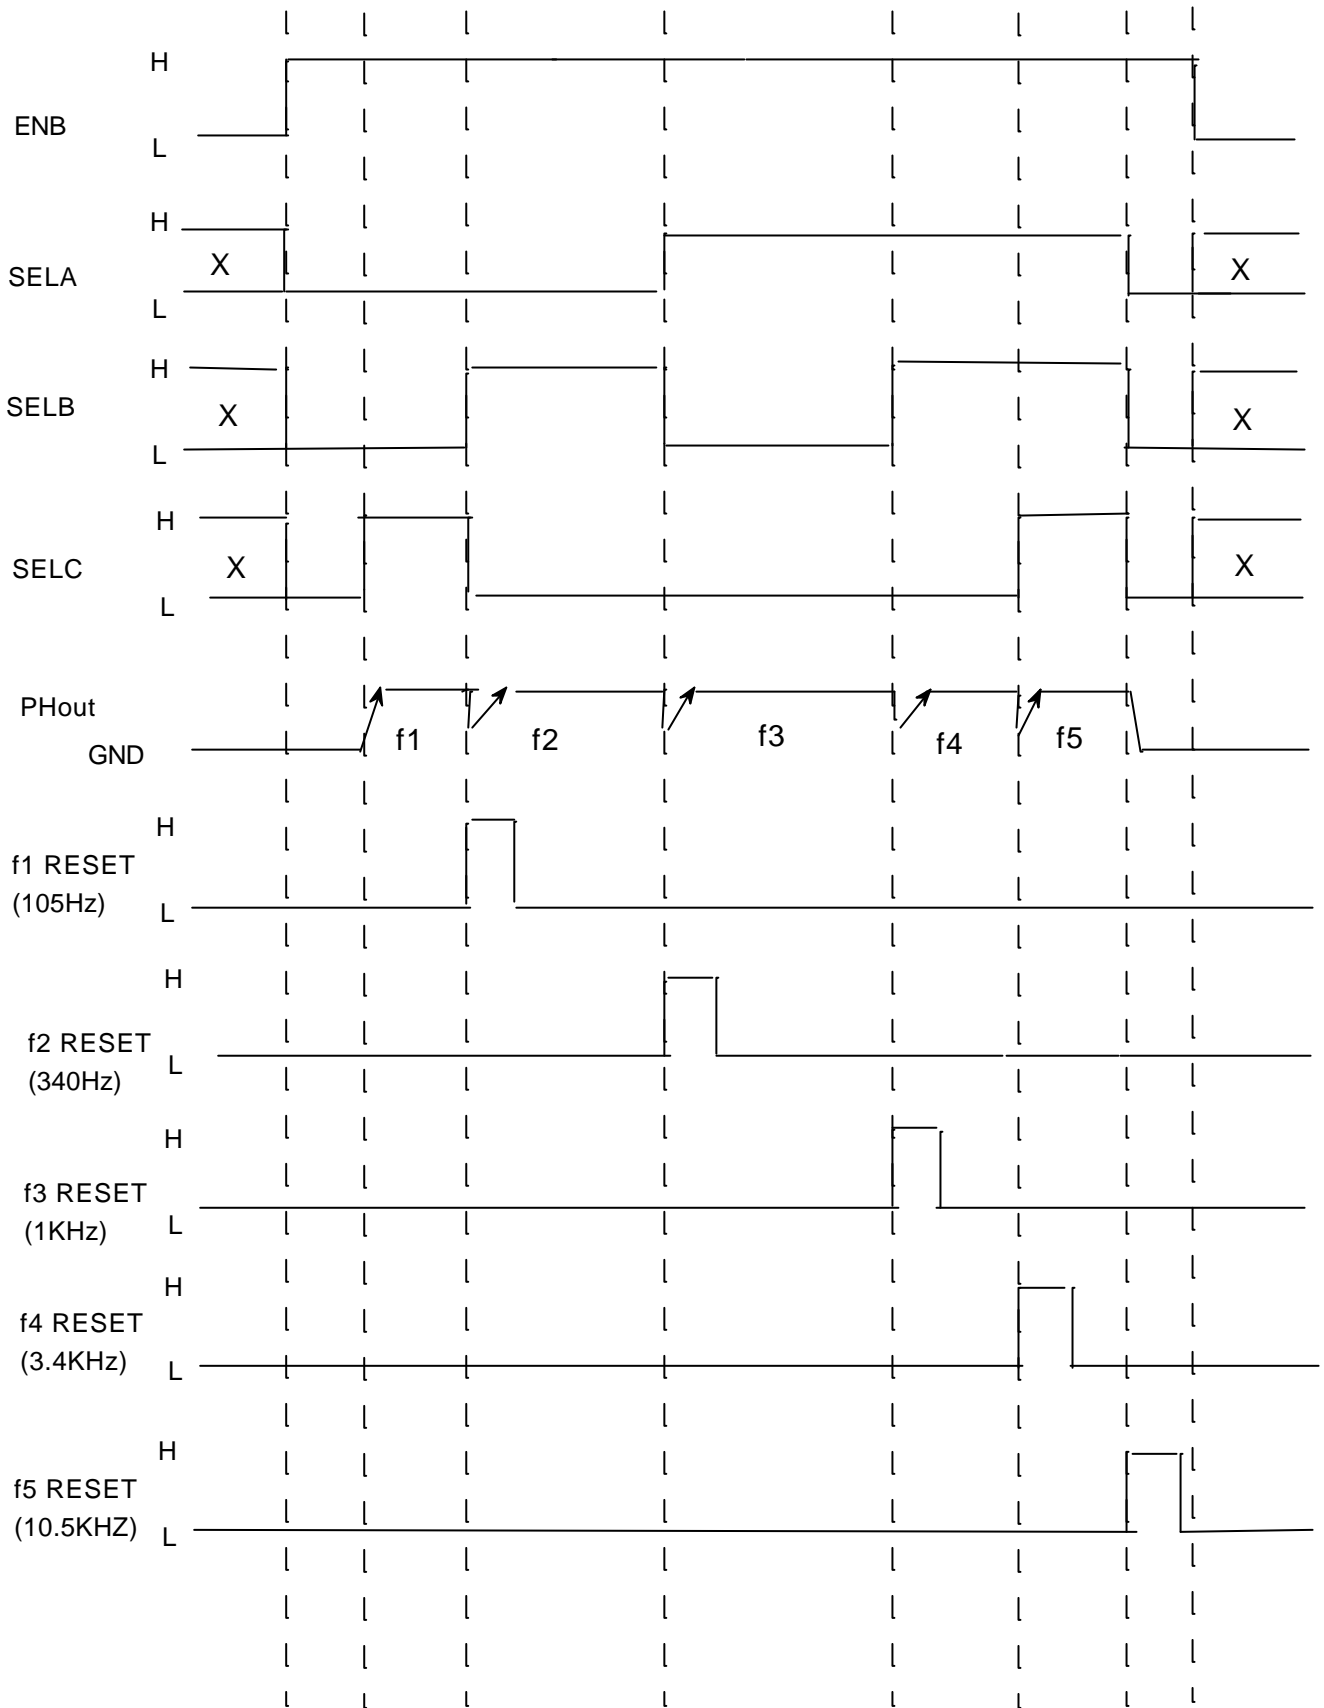 H
ENB
L
H
SELA
X
X
L
H
SELB
X
X
L
H
SELC
X
X
L
PHout
GND
f1
f2
f3
f4
f5
H
f1 RESET
(105Hz)
L
H
f2 RESET
L
(340Hz)
H
f3 RESET
L
(1KHz)
H
f4 RESET
(3.4KHz)
L
H
f5 RESET
(10.5KHZ)
L